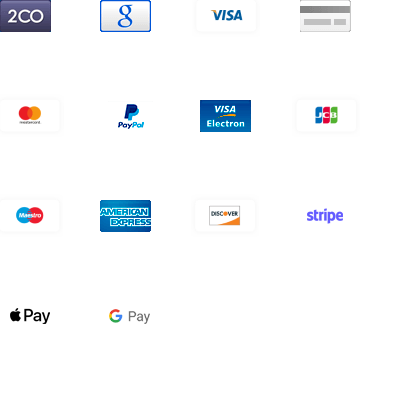 2CO
g
VISA
mastercard
PayPal
VISA
Electron
JCB
Maestro
AMERICAN
EXPRESS
DISCOVER
stripe
Pay
G Pay